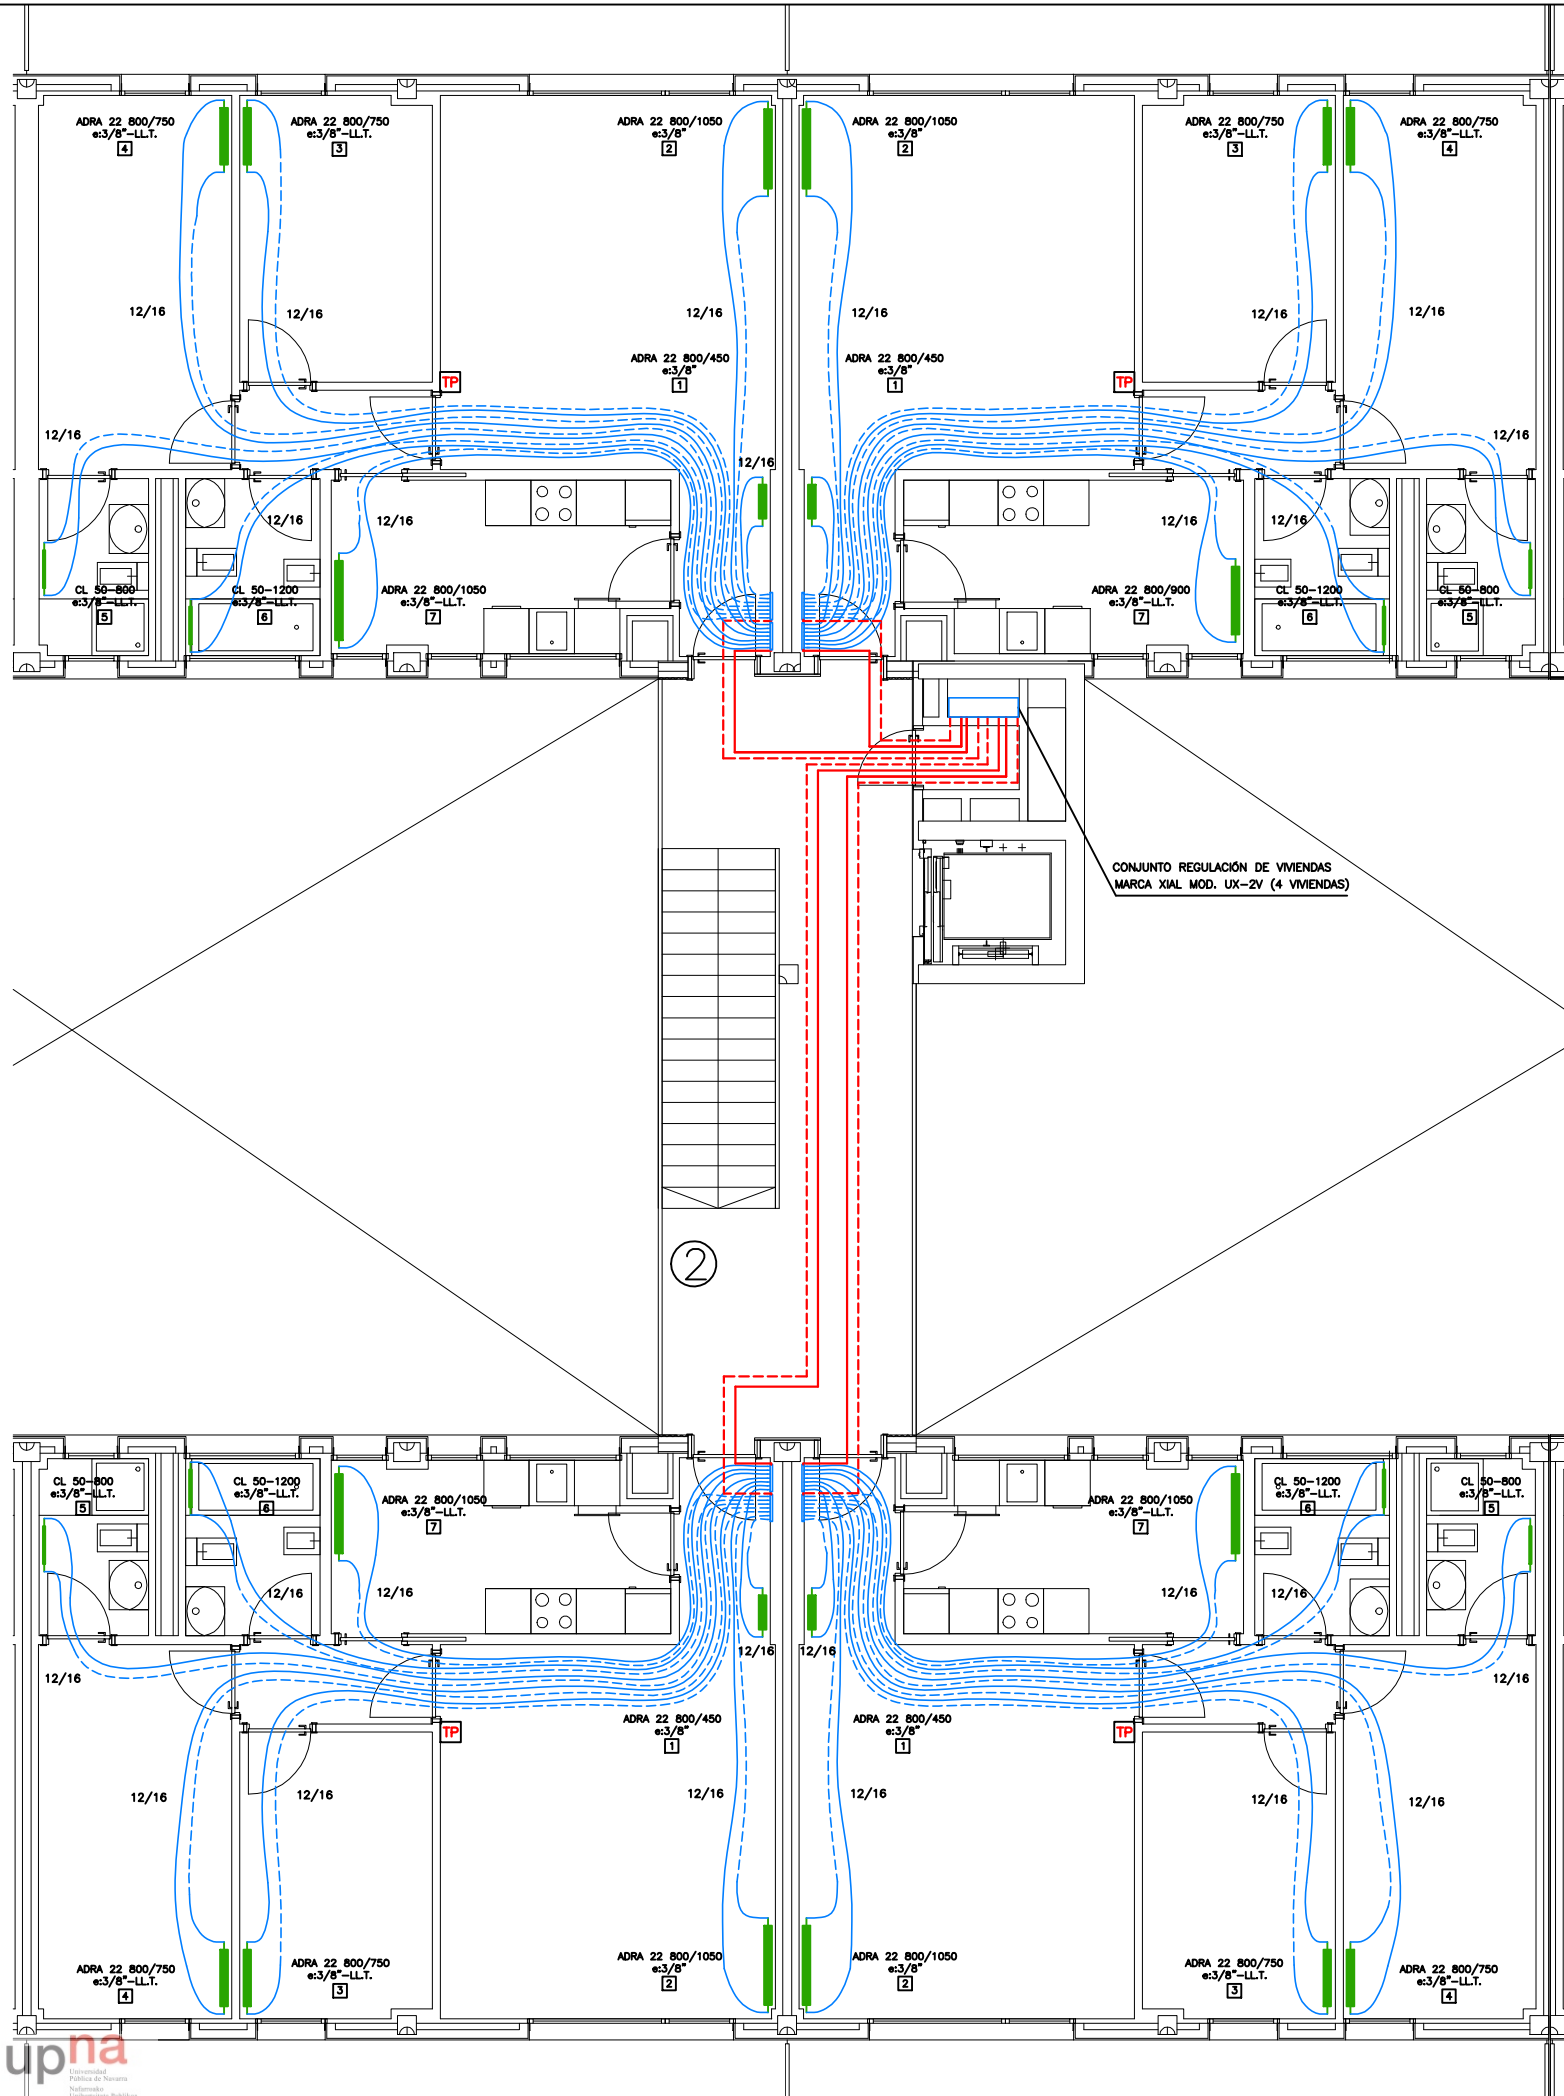 ADRA 22 800/750
e:3/8"-LL.T.
4
ADRA 22 800/750
e:3/8"-LL.T.
3
ADRA 22 800/1050
e:3/8"
2
ADRA 22 800/1050
e:3/8"
2
ADRA 22 800/750
e:3/8"-LL.T.
3
ADRA 22 800/750
e:3/8"-LL.T.
4
12/16
12/16
12/16
12/16
12/16
12/16
ADRA 22 800/450
e:3/8"
1
ADRA 22 800/450
e:3/8"
1
TP
TP
12/16
12/16
12/16
12/16
12/16
12/16
12/16
12/16
CL 50-800
e:3/8"-LL.T.
5
CL 50-1200
e:3/8"-LL.T.
6
ADRA 22 800/1050
e:3/8"-LL.T.
7
ADRA 22 800/900
e:3/8"-LL.T.
7
CL 50-1200
e:3/8"-LL.T.
6
CL 50-800
e:3/8"-LL.T.
5
CONJUNTO REGULACIÓN DE VIVIENDAS
MARCA XIAL MOD. UX-2V (4 VIVIENDAS)
2
CL 50-800
e:3/8"-LL.T.
5
CL 50-1200
e:3/8"-LL.T.
6
ADRA 22 800/1050
e:3/8"-LL.T.
7
ADRA 22 800/1050
e:3/8"-LL.T.
7
CL 50-1200
e:3/8"-LL.T.
6
CL 50-800
e:3/8"-LL.T.
5
12/16
12/16
12/16
12/16
12/16
12/16
12/16
12/16
ADRA 22 800/450
e:3/8"
1
ADRA 22 800/450
e:3/8"
1
TP
TP
12/16
12/16
12/16
12/16
12/16
12/16
ADRA 22 800/750
e:3/8"-LL.T.
4
ADRA 22 800/750
e:3/8"-LL.T.
3
ADRA 22 800/1050
e:3/8"
2
ADRA 22 800/1050
e:3/8"
2
ADRA 22 800/750
e:3/8"-LL.T.
3
ADRA 22 800/750
e:3/8"-LL.T.
4
upna
Universidad
Pública de Navarra
Nafarroako
Unibertsitate Publikoa